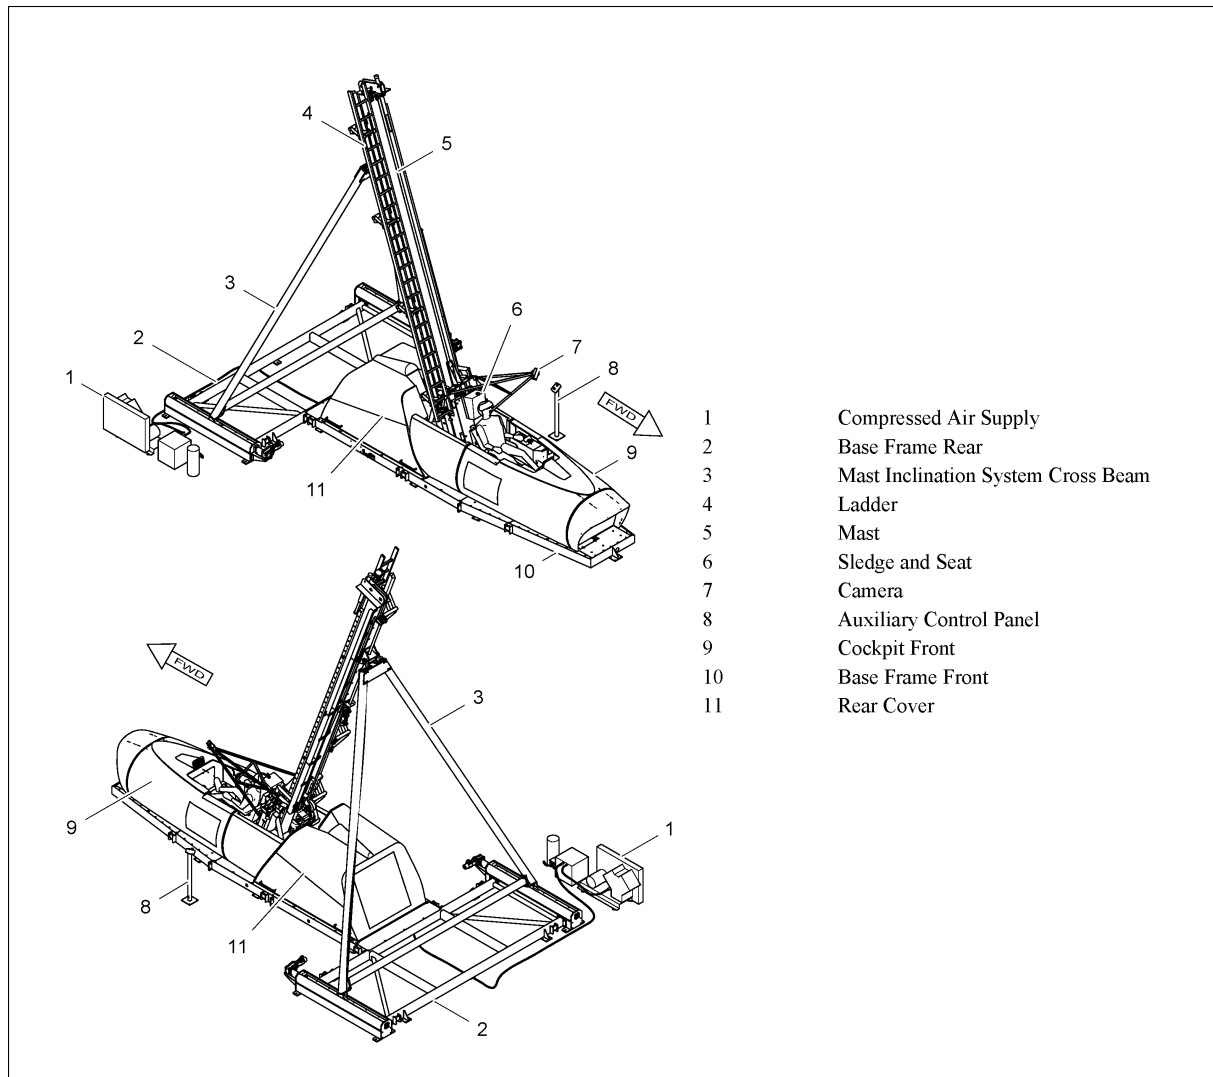 4
5
3
6
2
7
8
1
FWD
9
11
10
1 Compressed Air Supply
2 Base Frame Rear
3 Mast Inclination System Cross Beam
4 Ladder
5 Mast
6 Sledge and Seat
7 Camera
8 Auxiliary Control Panel
9 Cockpit Front
10 Base Frame Front
11 Rear Cover
FWD
3
9
1
8
11
2